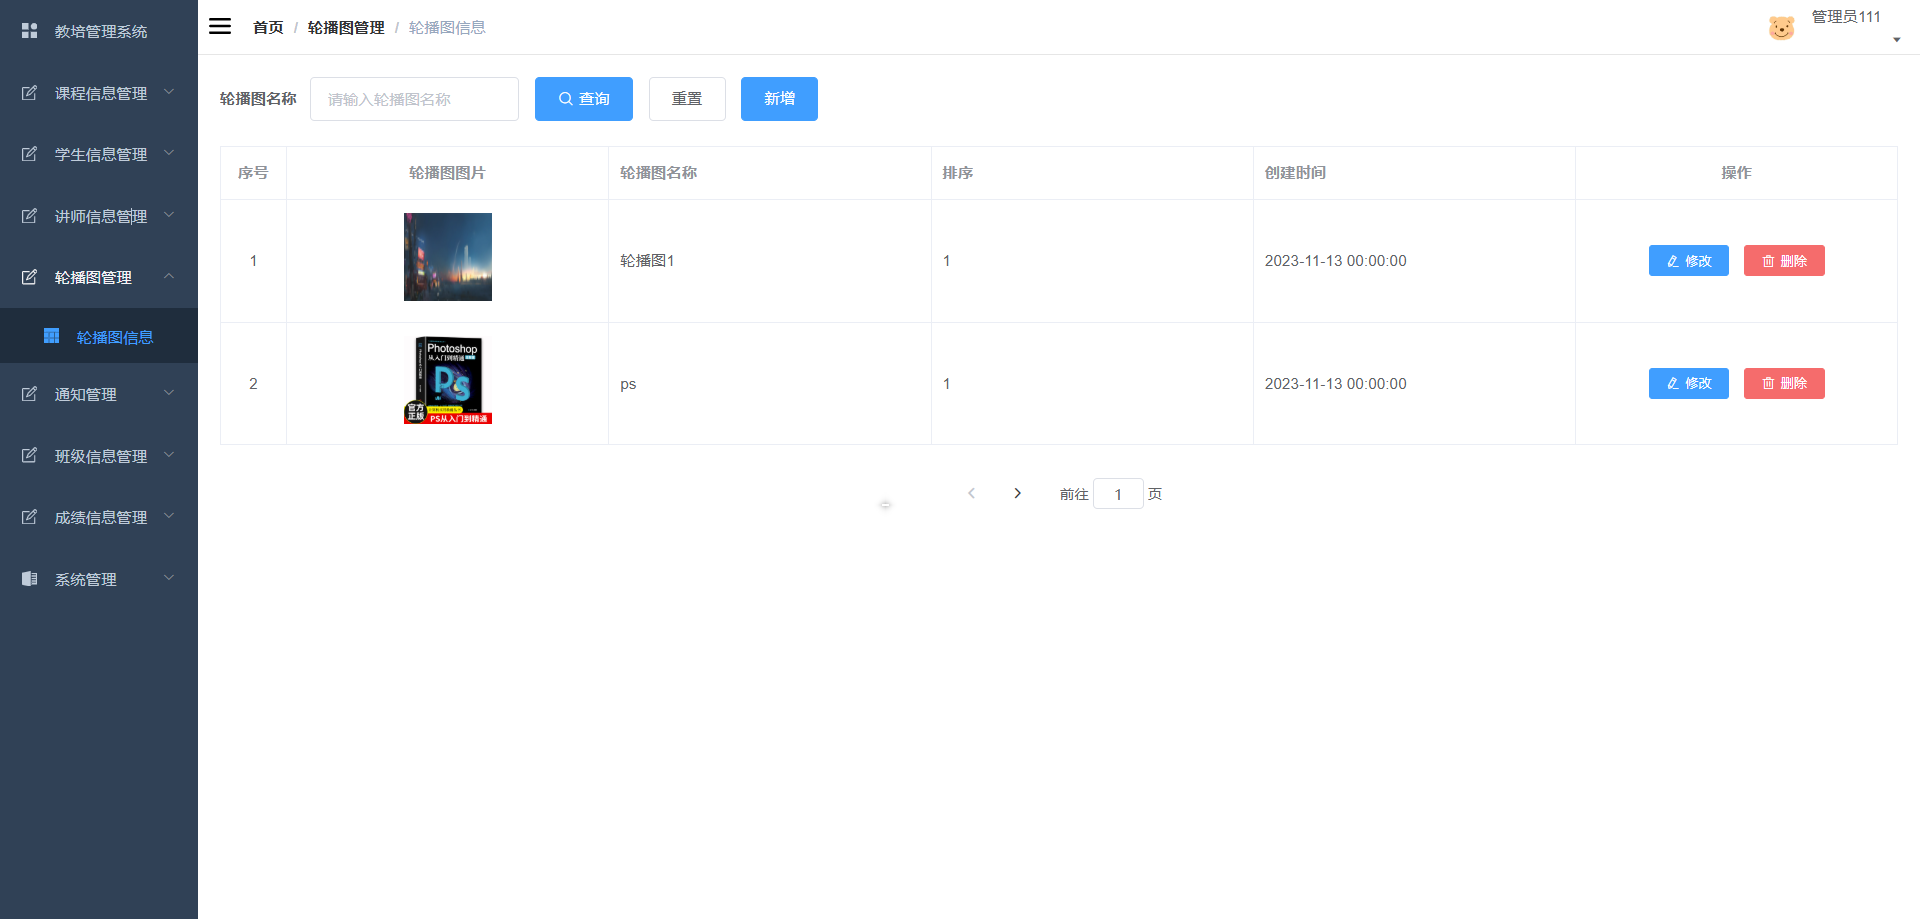 教培管理系统
课程信息管理
学生信息管理
讲师信息管理
轮播图管理
轮播图信息
通知管理
班级信息管理
成绩信息管理
系统管理
首页 / 轮播图管理 / 轮播图信息
管理员111
轮播图名称 请输入轮播图名称 查询 重置 新增
序号 轮播图图片 轮播图名称 排序 创建时间 操作
1 轮播图1 1 2023-11-13 00:00:00 修改 删除
Photoshop
从入门到精通
Ps
官方
正版
PS从入门到精通
2 ps 1 2023-11-13 00:00:00 修改 删除
前往 1 页